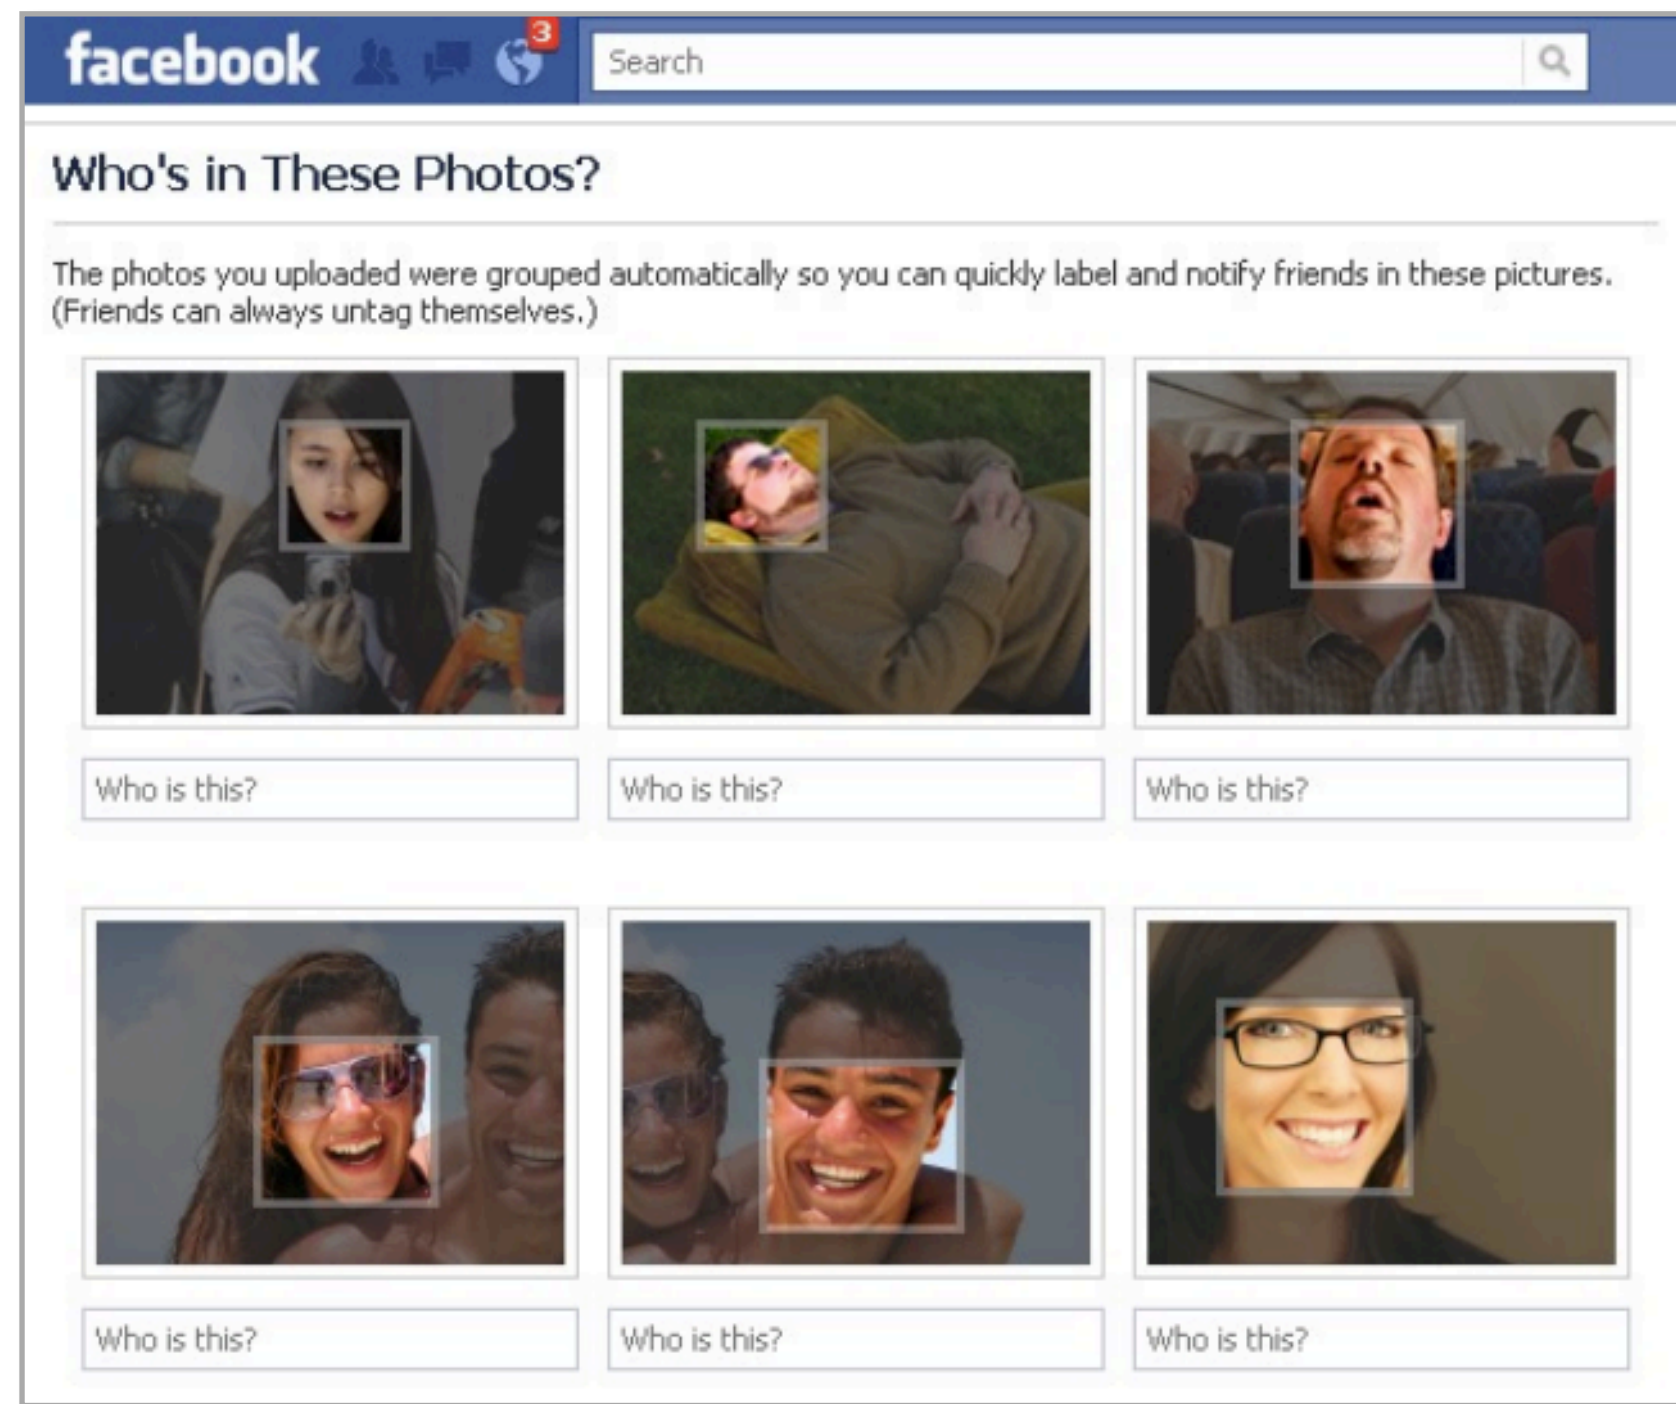 facebook 3 Search
Who's in These Photos?
The photos you uploaded were grouped automatically so you can quickly label and notify friends in these pictures.
(Friends can always untag themselves.)
Who is this? Who is this? Who is this?
Who is this? Who is this? Who is this?